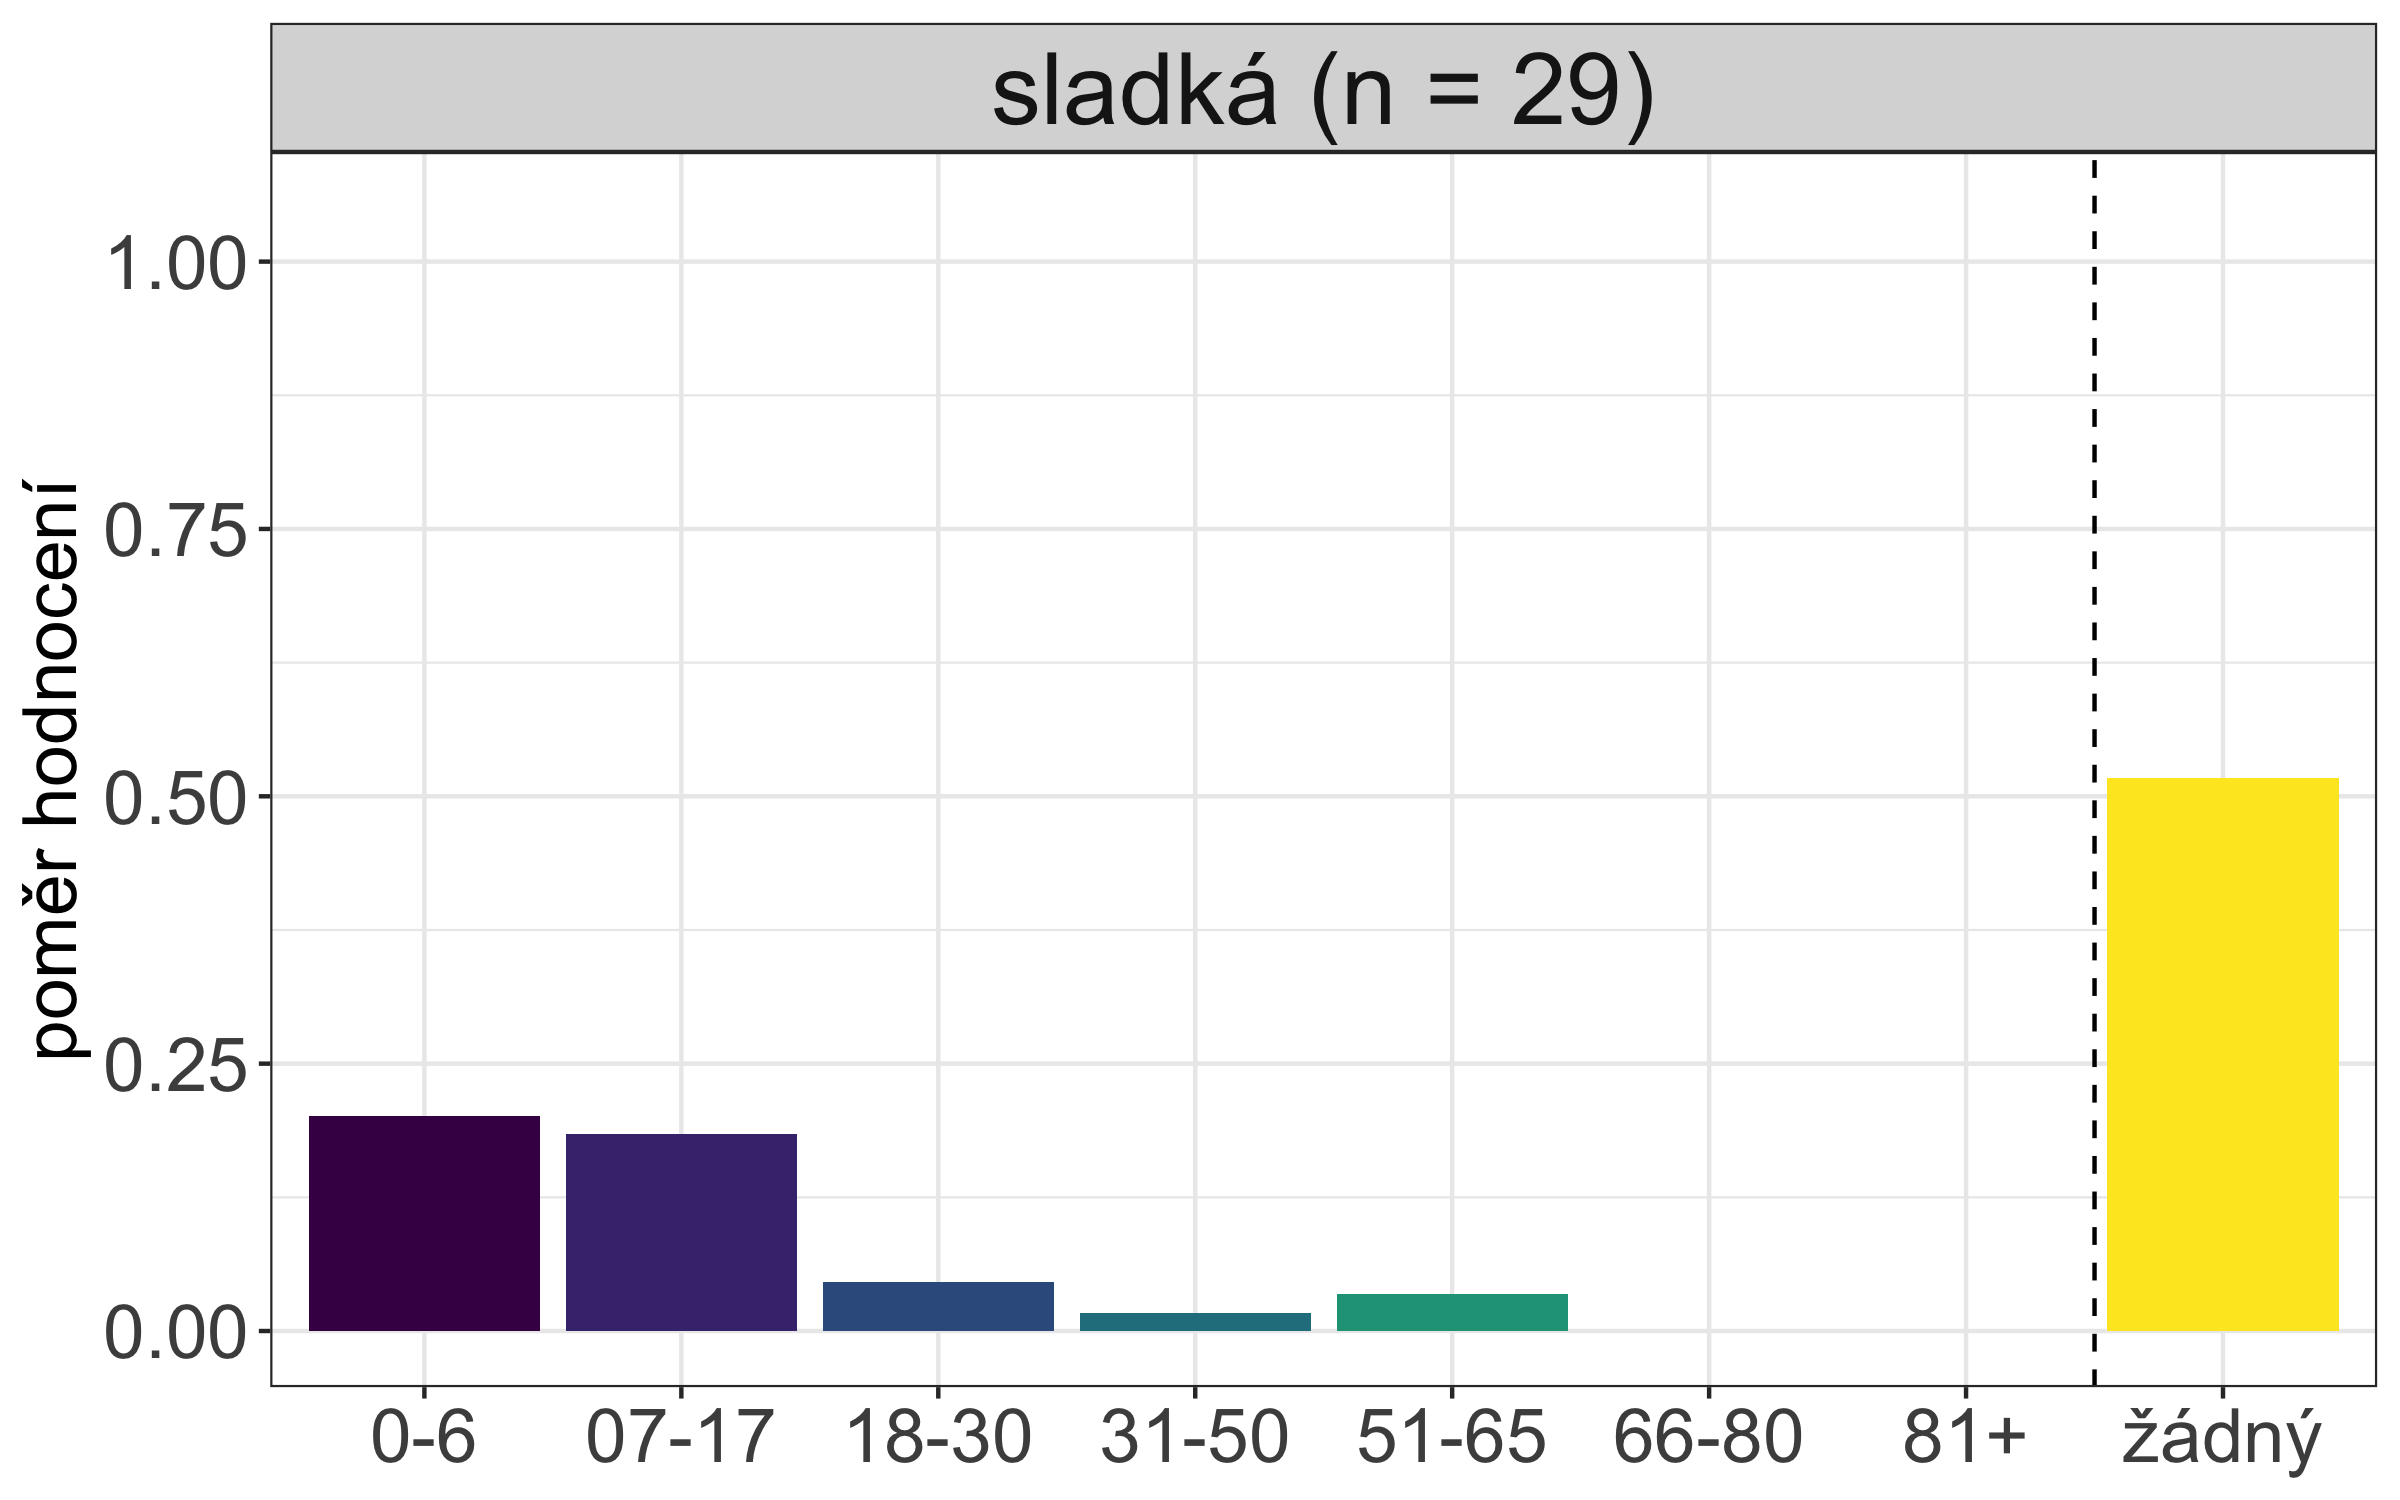 sladká (n = 29)
poměr hodnocení
1.00
0.75
0.50
0.25
0.00
0-6 07-17 18-30 31-50 51-65 66-80 81+ žádný